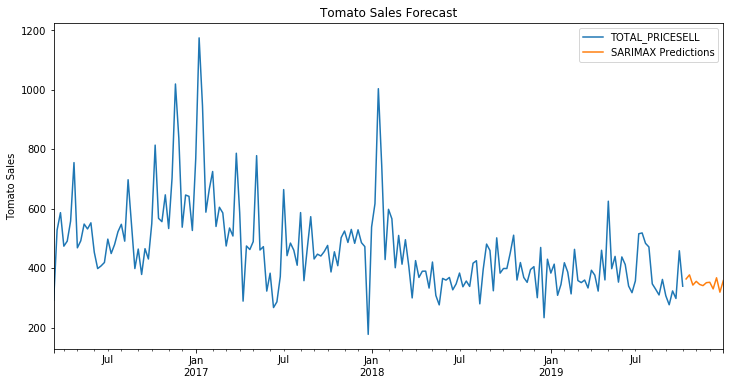 Tomato Sales Forecast
TOTAL_PRICESELL
SARIMAX Predictions
Tomato Sales
1200
1000
800
600
400
200
Jul Jan Jul Jan Jul Jan Jul
2017 2018 2019